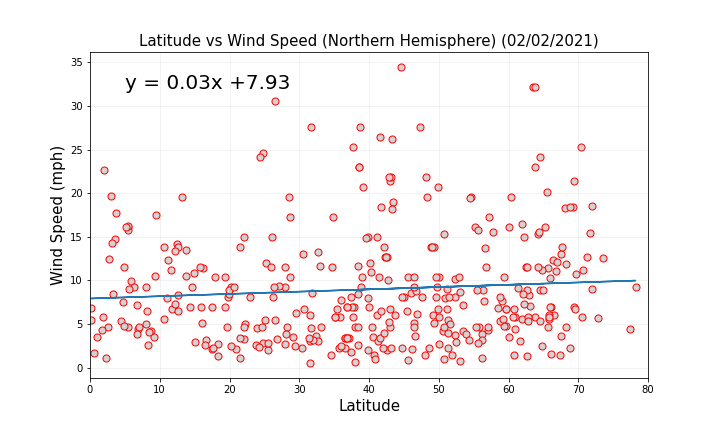 Latitude vs Wind Speed (Northern Hemisphere) (02/02/2021)
y = 0.03x +7.93
Wind Speed (mph)
35
30
25
20
15
10
5
0
0 10 20 30 40 50 60 70 80
Latitude